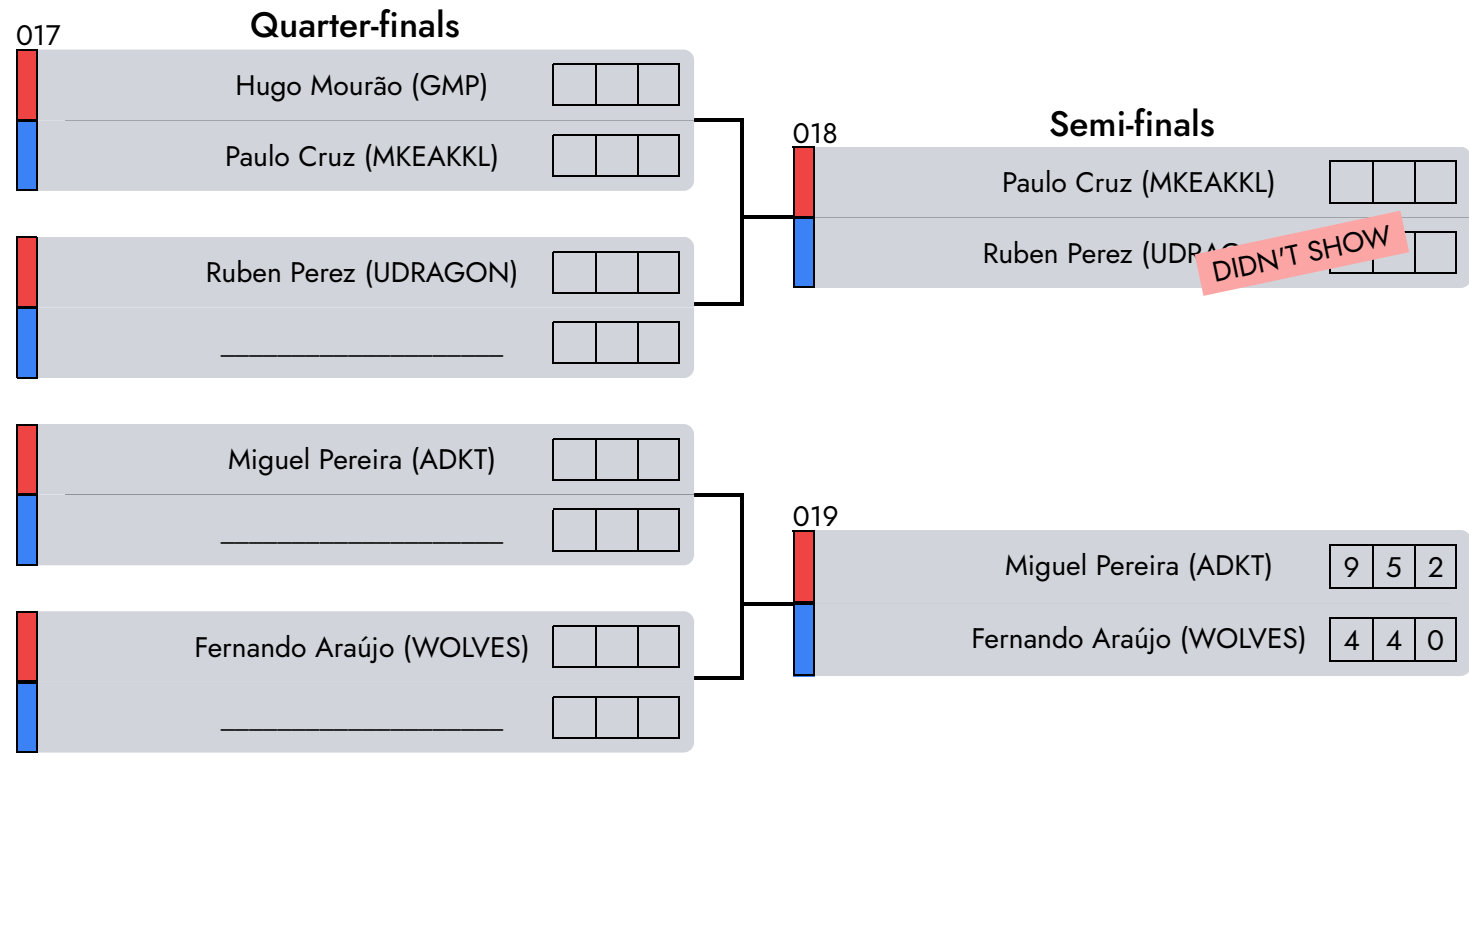 Quarter-finals
017
Hugo Mourão (GMP)
Paulo Cruz (MKEAKKL)
Ruben Perez (UDRAGON)
Miguel Pereira (ADKT)
Fernando Araújo (WOLVES)
Semi-finals
018
Paulo Cruz (MKEAKKL)
Ruben Perez
DIDN'T SHOW
019
Miguel Pereira (ADKT) 9 5 2
Fernando Araújo (WOLVES) 4 4 0